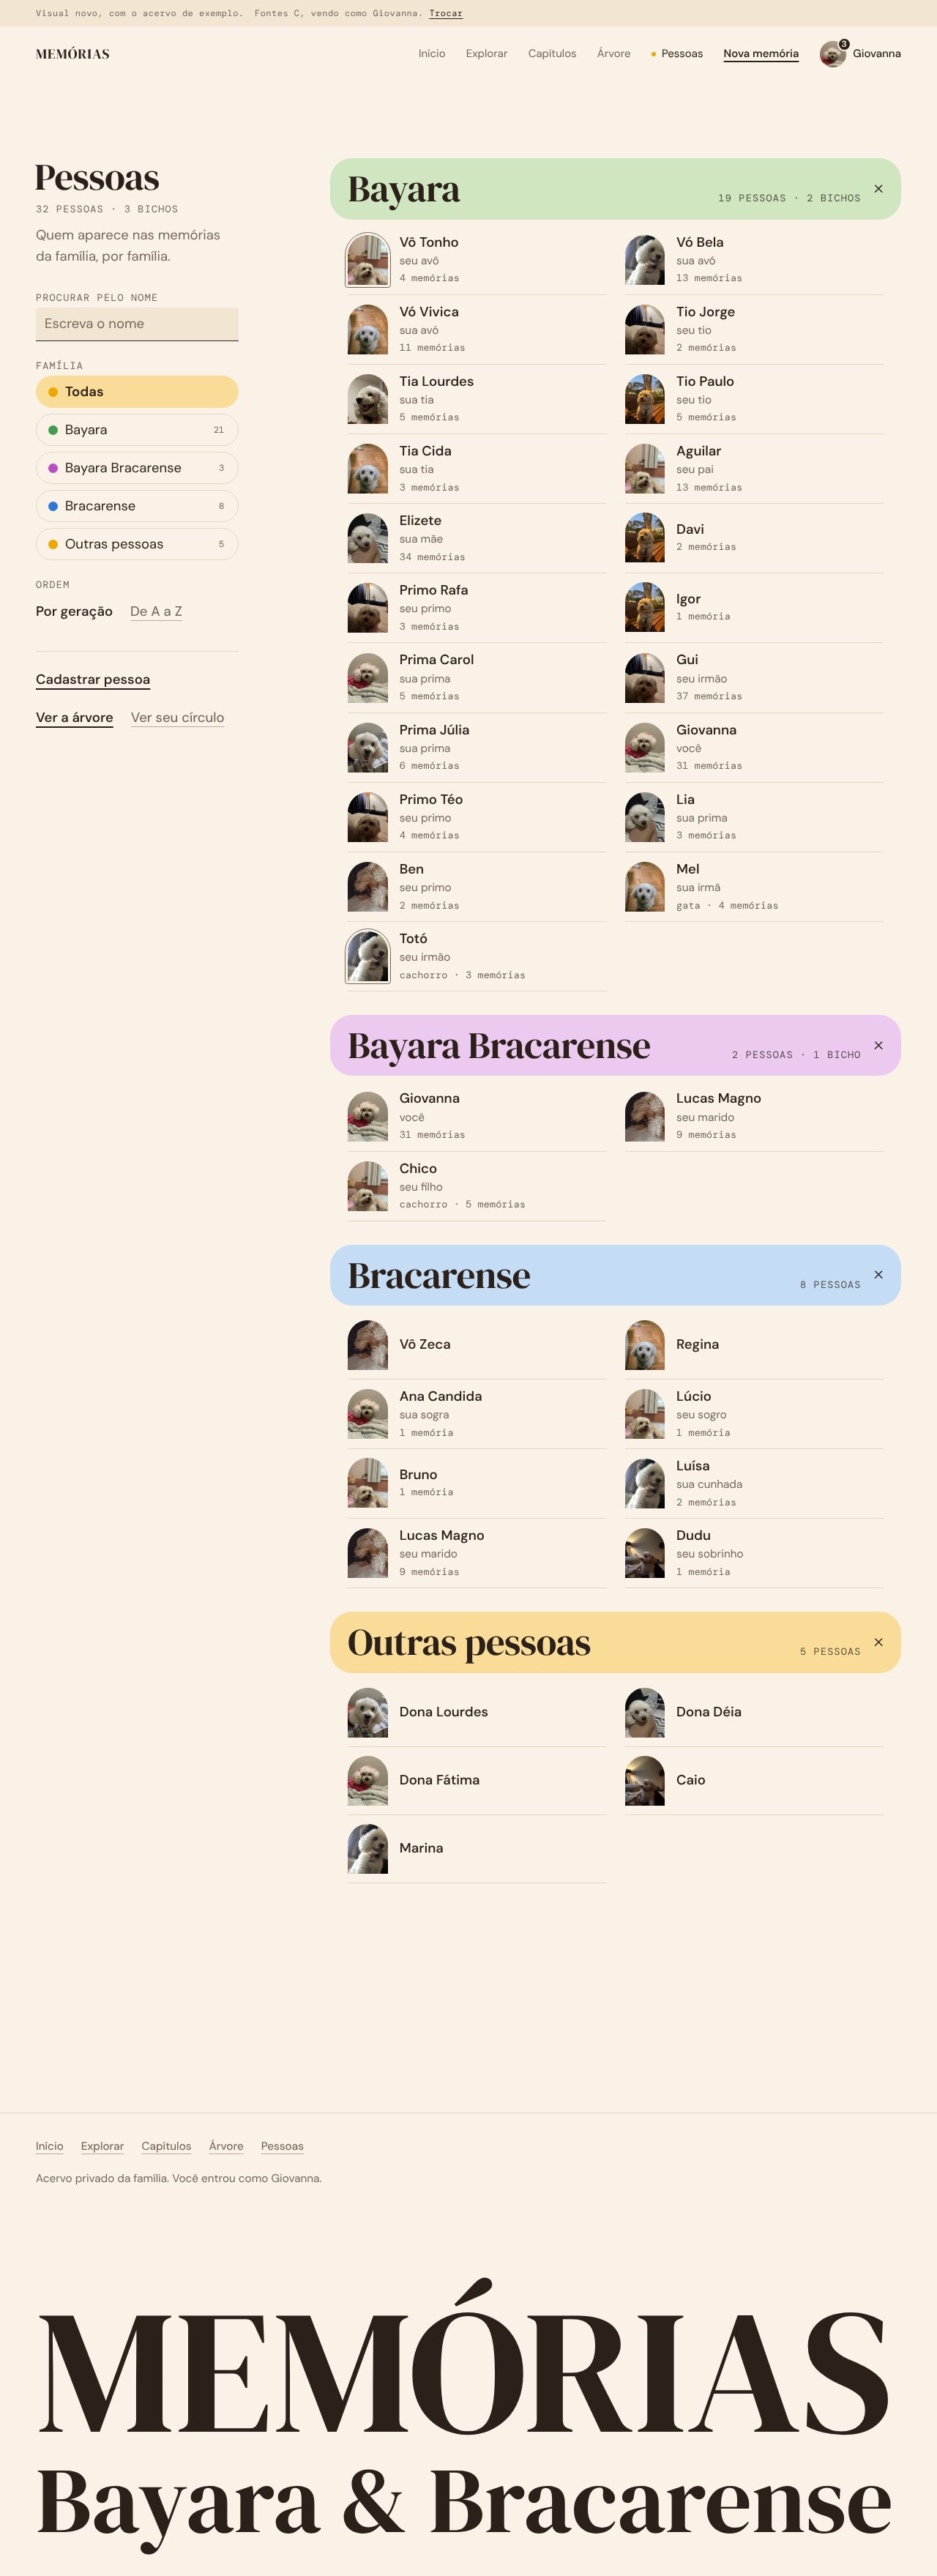 Visual novo, com o acervo de exemplo. Fontes C, vendo como Giovanna. Trocar
MEMÓRIAS
Início
Explorar
Capítulos
Árvore
Pessoas
Nova memória
3
Giovanna
Pessoas
32 PESSOAS · 3 BICHOS
Quem aparece nas memórias
da família, por família.
PROCURAR PELO NOME
Escreva o nome
FAMÍLIA
Todas
Bayara 21
Bayara Bracarense 3
Bracarense 8
Outras pessoas 5
ORDEM
Por geração De A a Z
Cadastrar pessoa
Ver a árvore Ver seu círculo
Bayara
19 PESSOAS · 2 BICHOS ×
Vô Tonho
seu avô
4 memórias
Vó Bela
sua avó
13 memórias
Vó Vivica
sua avó
11 memórias
Tio Jorge
seu tio
2 memórias
Tia Lourdes
sua tia
5 memórias
Tio Paulo
seu tio
5 memórias
Tia Cida
sua tia
3 memórias
Aguilar
seu pai
13 memórias
Elizete
sua mãe
34 memórias
Davi
2 memórias
Primo Rafa
seu primo
3 memórias
Igor
1 memória
Prima Carol
sua prima
5 memórias
Gui
seu irmão
37 memórias
Prima Júlia
sua prima
6 memórias
Giovanna
você
31 memórias
Primo Téo
seu primo
4 memórias
Lia
sua prima
3 memórias
Ben
seu primo
2 memórias
Mel
sua irmã
gata · 4 memórias
Totó
seu irmão
cachorro · 3 memórias
Bayara Bracarense
2 PESSOAS · 1 BICHO ×
Giovanna
você
31 memórias
Lucas Magno
seu marido
9 memórias
Chico
seu filho
cachorro · 5 memórias
Bracarense
8 PESSOAS ×
Vô Zeca
Regina
Ana Candida
sua sogra
1 memória
Lúcio
seu sogro
1 memória
Bruno
1 memória
Luísa
sua cunhada
2 memórias
Lucas Magno
seu marido
9 memórias
Dudu
seu sobrinho
1 memória
Outras pessoas
5 PESSOAS ×
Dona Lourdes
Dona Déia
Dona Fátima
Caio
Marina
Início Explorar Capítulos Árvore Pessoas
Acervo privado da família. Você entrou como Giovanna.
MEMÓRIAS
Bayara & Bracarense